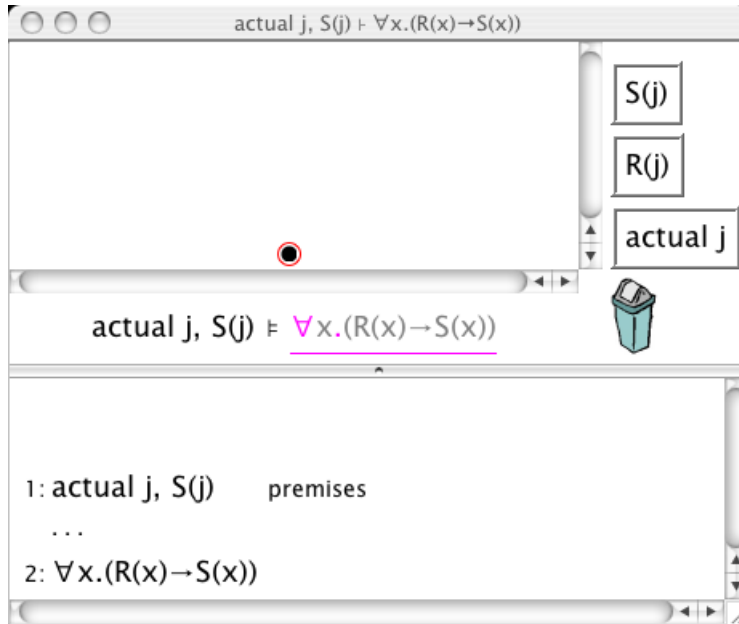 actual j, S(j) ⊢ ∀x.(R(x)→S(x))
S(j)
R(j)
actual j
actual j, S(j) ⊨ ∀x.(R(x)→S(x))
1: actual j, S(j) premises
...
2: ∀x.(R(x)→S(x))